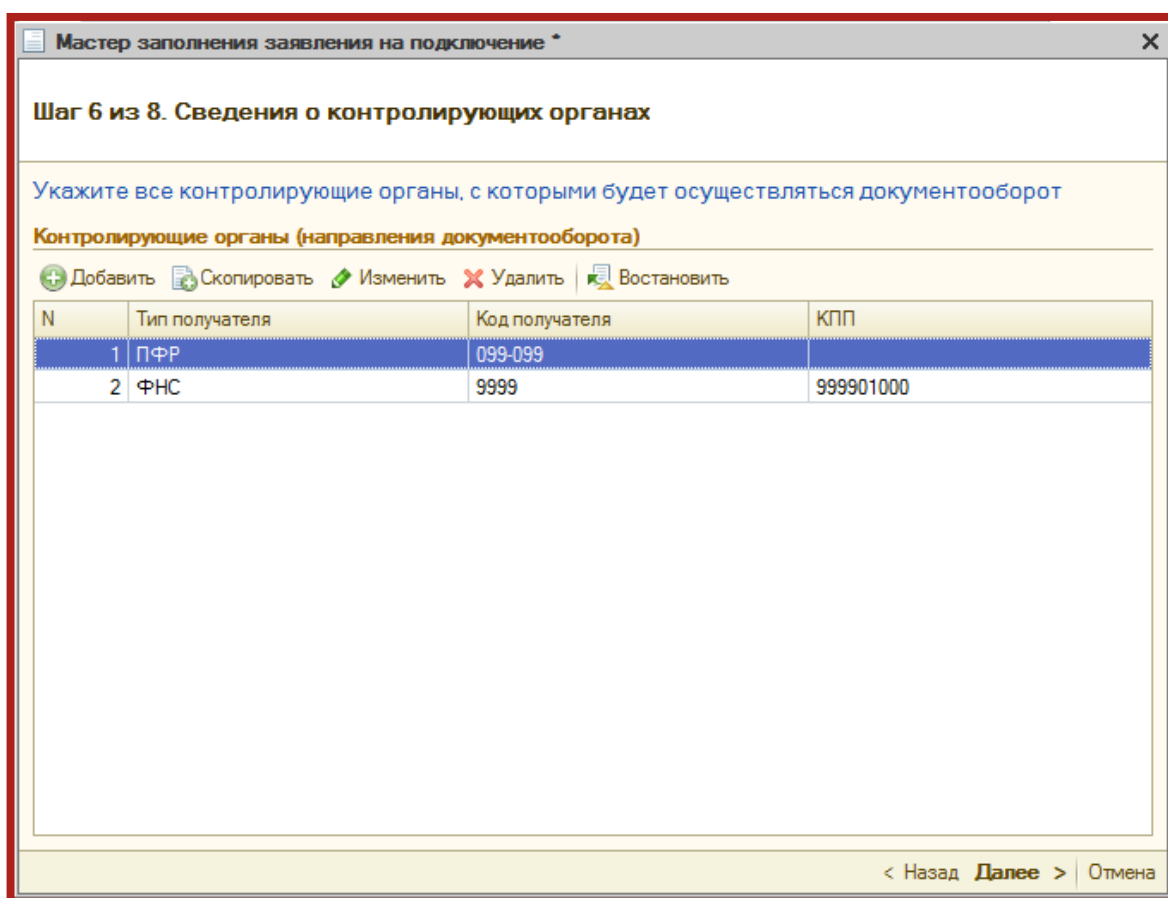 Мастер заполнения заявления на подключение *
Шаг 6 из 8. Сведения о контролирующих органах
Укажите все контролирующие органы, с которыми будет осуществляться документооборот
Контролирующие органы (направления документооборота)
Добавить Скопировать Изменить Удалить Востановить
N Тип получателя Код получателя КПП
1 ПФР 099-099
2 ФНС 9999 999901000
< Назад Далее > Отмена